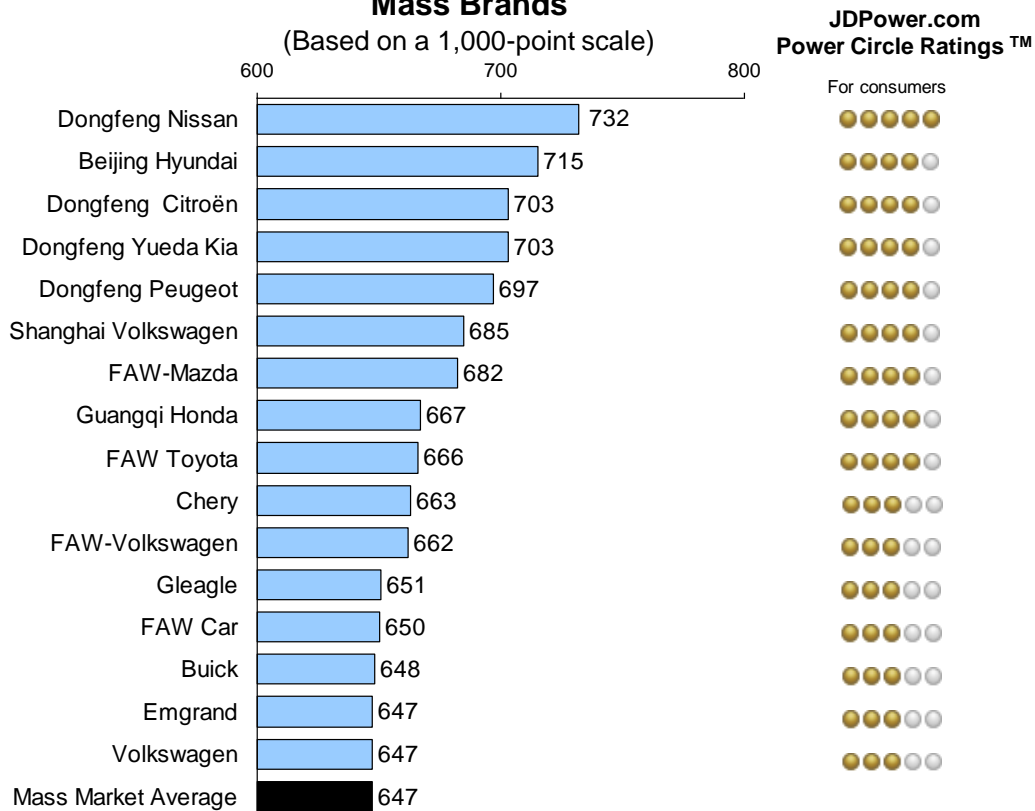 Mass Brands
(Based on a 1,000-point scale)
JDPower.com
Power Circle Ratings ™
For consumers
600 700 800
Dongfeng Nissan 732
Beijing Hyundai 715
Dongfeng Citroën 703
Dongfeng Yueda Kia 703
Dongfeng Peugeot 697
Shanghai Volkswagen 685
FAW-Mazda 682
Guangqi Honda 667
FAW Toyota 666
Chery 663
FAW-Volkswagen 662
Gleagle 651
FAW Car 650
Buick 648
Emgrand 647
Volkswagen 647
Mass Market Average 647